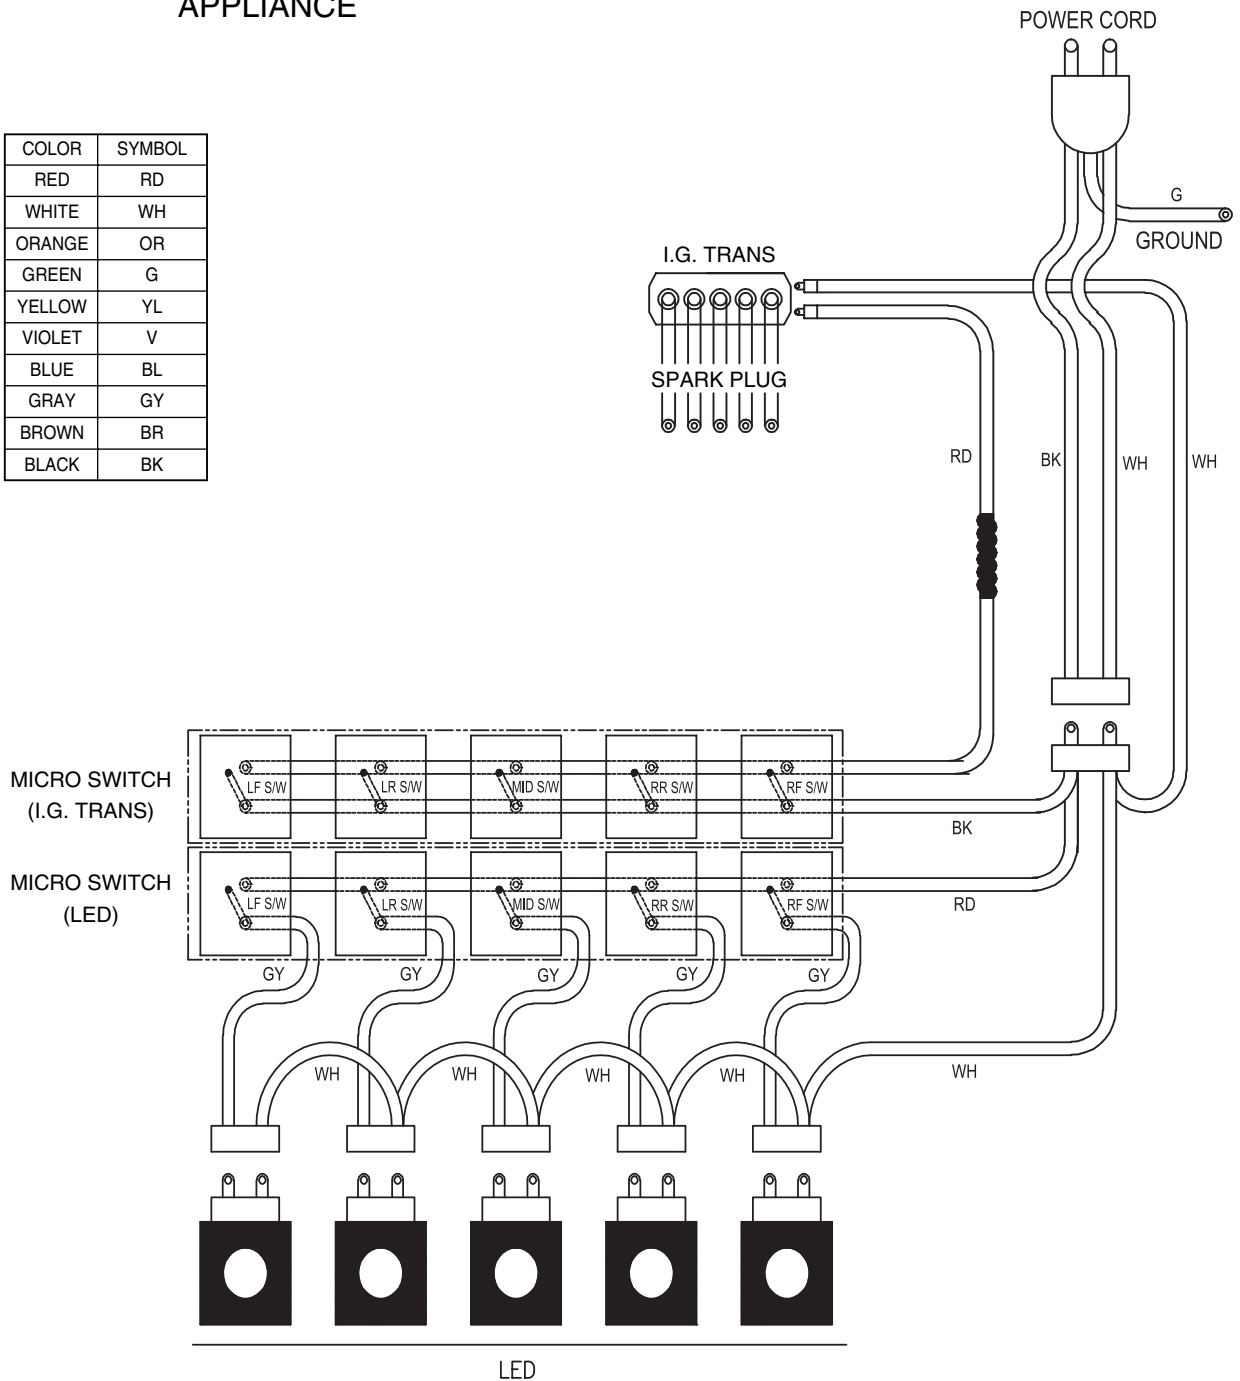 APPLIANCE
POWER CORD
COLOR SYMBOL
RED RD
WHITE WH
ORANGE OR
GREEN G
YELLOW YL
VIOLET V
BLUE BL
GRAY GY
BROWN BR
BLACK BK
G
GROUND
I.G. TRANS
SPARK PLUG
RD BK WH WH
MICRO SWITCH
(I.G. TRANS)
LF S/W LR S/W MID S/W RR S/W RF S/W
BK
MICRO SWITCH
(LED)
LF S/W LR S/W MID S/W RR S/W RF S/W
RD
GY GY GY GY GY
WH WH WH WH WH
LED